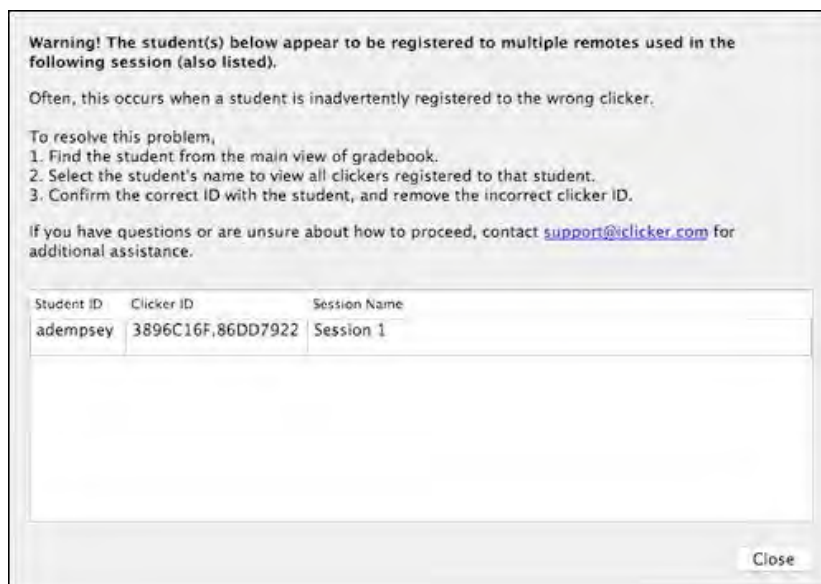 Warning! The student(s) below appear to be registered to multiple remotes used in the
following session (also listed).
Often, this occurs when a student is inadvertently registered to the wrong clicker.
To resolve this problem,
1. Find the student from the main view of gradebook.
2. Select the student's name to view all clickers registered to that student.
3. Confirm the correct ID with the student, and remove the incorrect clicker ID.
If you have questions or are unsure about how to proceed, contact support@iclicker.com for
additional assistance.
Student ID Clicker ID Session Name
adempsey 3896C16F,86DD7922 Session 1
Close